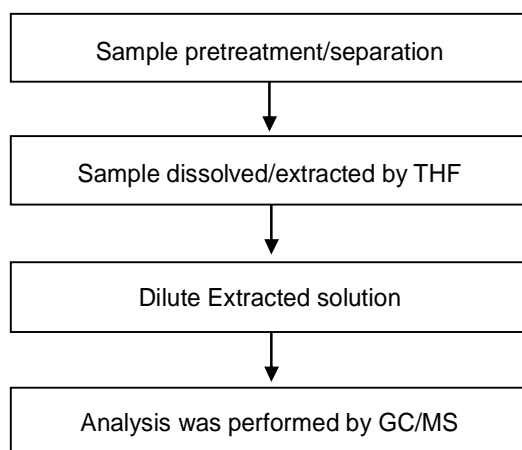 Sample pretreatment/separation
Sample dissolved/extracted by THF
Dilute Extracted solution
Analysis was performed by GC/MS